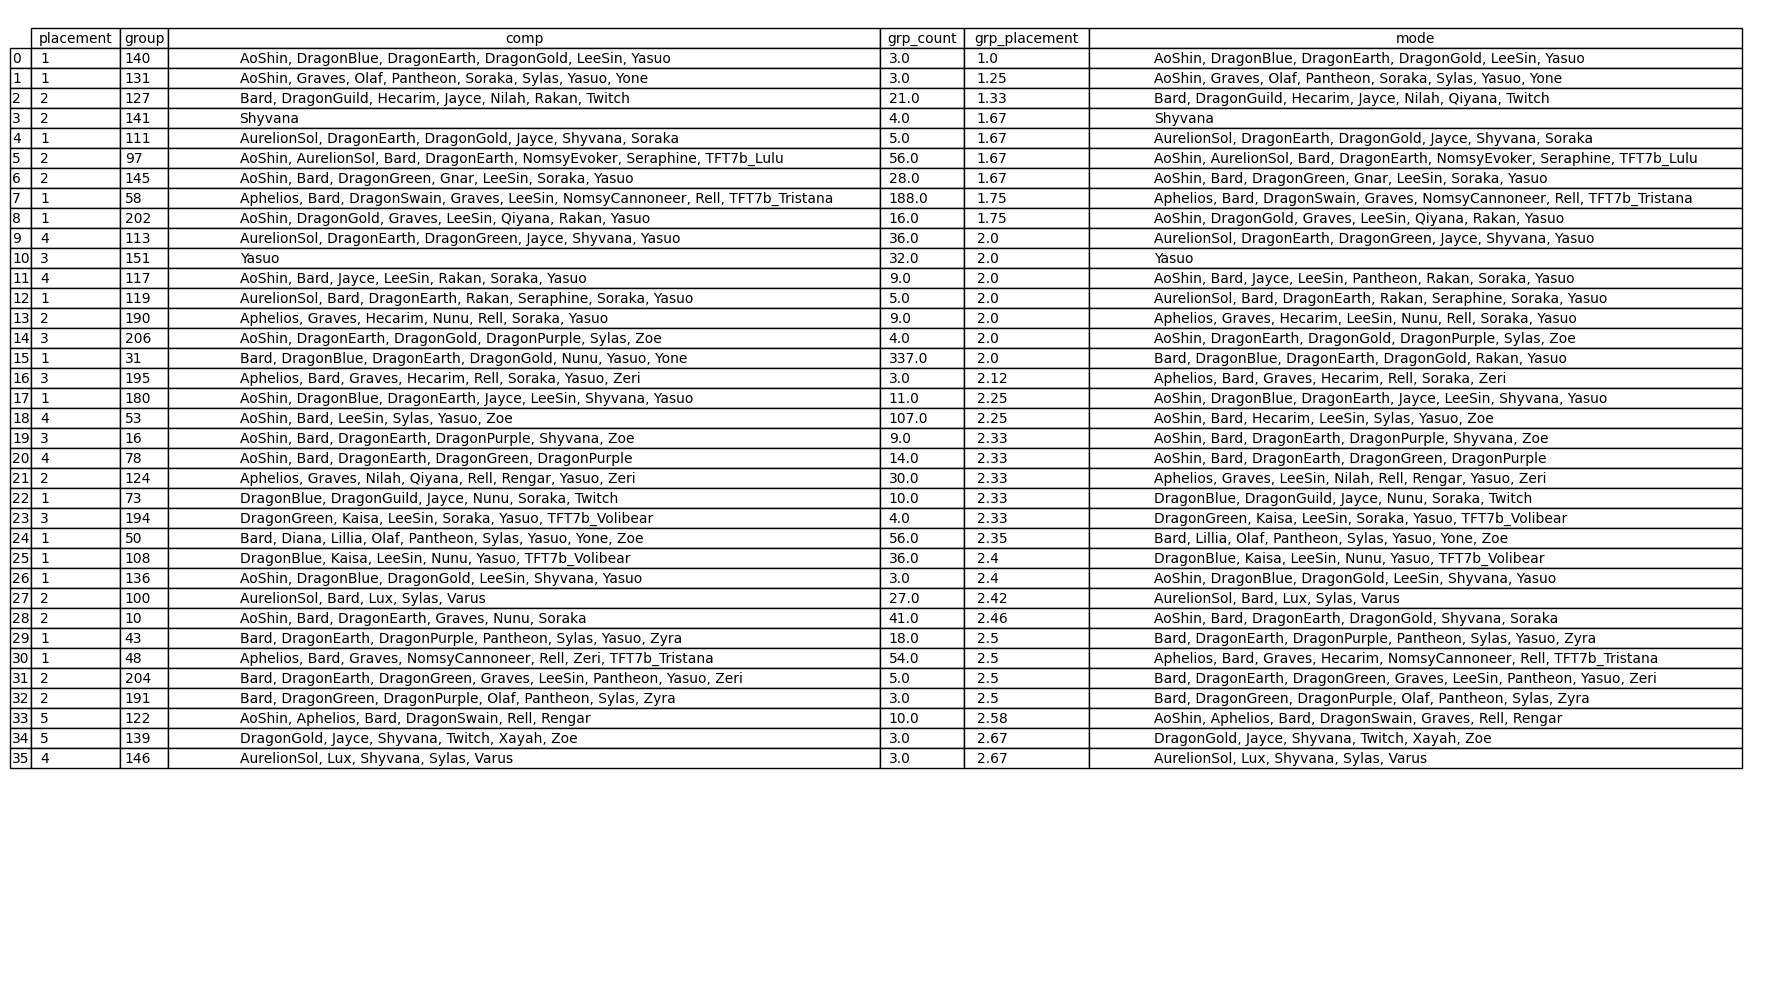 placement group comp grp_count grp_placement mode
0 1 140 AoShin, DragonBlue, DragonEarth, DragonGold, LeeSin, Yasuo 3.0 1.0 AoShin, DragonBlue, DragonEarth, DragonGold, LeeSin, Yasuo
1 1 131 AoShin, Graves, Olaf, Pantheon, Soraka, Sylas, Yasuo, Yone 3.0 1.25 AoShin, Graves, Olaf, Pantheon, Soraka, Sylas, Yasuo, Yone
2 2 127 Bard, DragonGuild, Hecarim, Jayce, Nilah, Rakan, Twitch 21.0 1.33 Bard, DragonGuild, Hecarim, Jayce, Nilah, Qiyana, Twitch
3 2 141 Shyvana 4.0 1.67 Shyvana
4 1 111 AurelionSol, DragonEarth, DragonGold, Jayce, Shyvana, Soraka 5.0 1.67 AurelionSol, DragonEarth, DragonGold, Jayce, Shyvana, Soraka
5 2 97 AoShin, AurelionSol, Bard, DragonEarth, NomsyEvoker, Seraphine, TFT7b_Lulu 56.0 1.67 AoShin, AurelionSol, Bard, DragonEarth, NomsyEvoker, Seraphine, TFT7b_Lulu
6 2 145 AoShin, Bard, DragonGreen, Gnar, LeeSin, Soraka, Yasuo 28.0 1.67 AoShin, Bard, DragonGreen, Gnar, LeeSin, Soraka, Yasuo
7 1 58 Aphelios, Bard, DragonSwain, Graves, LeeSin, NomsyCannoneer, Rell, TFT7b_Tristana 188.0 1.75 Aphelios, Bard, DragonSwain, Graves, LeeSin, NomsyCannoneer, Rell, TFT7b_Tristana
8 1 202 AoShin, DragonGold, Graves, LeeSin, Qiyana, Rakan, Yasuo 16.0 1.75 AoShin, DragonGold, Graves, LeeSin, Qiyana, Rakan, Yasuo
9 4 113 AurelionSol, DragonEarth, DragonGreen, Jayce, Shyvana, Yasuo 36.0 2.0 AurelionSol, DragonEarth, DragonGreen, Jayce, Shyvana, Yasuo
10 3 151 Yasuo 32.0 2.0 Yasuo
11 4 117 AoShin, Bard, Jayce, LeeSin, Rakan, Soraka, Yasuo 9.0 2.0 AoShin, Bard, Jayce, LeeSin, Pantheon, Rakan, Soraka, Yasuo
12 1 119 AurelionSol, Bard, DragonEarth, Rakan, Seraphine, Soraka, Yasuo 5.0 2.0 AurelionSol, Bard, DragonEarth, Rakan, Seraphine, Soraka, Yasuo
13 2 190 Aphelios, Graves, Hecarim, Nunu, Rell, Soraka, Yasuo 9.0 2.0 Aphelios, Graves, Hecarim, LeeSin, Nunu, Rell, Soraka, Yasuo
14 3 206 AoShin, DragonEarth, DragonGold, DragonPurple, Sylas, Zoe 4.0 2.0 AoShin, DragonEarth, DragonGold, DragonPurple, Sylas, Zoe
15 1 31 Bard, DragonBlue, DragonEarth, DragonGold, Nunu, Yasuo, Yone 337.0 2.0 Bard, DragonBlue, DragonEarth, DragonGold, Rakan, Yasuo
16 3 195 Aphelios, Bard, Graves, Hecarim, Rell, Soraka, Yasuo, Zeri 3.0 2.12 Aphelios, Bard, Graves, Hecarim, Rell, Soraka, Zeri
17 1 180 AoShin, DragonBlue, DragonEarth, Jayce, LeeSin, Shyvana, Yasuo 11.0 2.25 AoShin, DragonBlue, DragonEarth, Jayce, LeeSin, Shyvana, Yasuo
18 4 53 AoShin, Bard, LeeSin, Sylas, Yasuo, Zoe 107.0 2.25 AoShin, Bard, Hecarim, LeeSin, Sylas, Yasuo, Zoe
19 3 16 AoShin, Bard, DragonEarth, DragonPurple, Shyvana, Zoe 9.0 2.33 AoShin, Bard, DragonEarth, DragonPurple, Shyvana, Zoe
20 4 78 AoShin, Bard, DragonEarth, DragonGreen, DragonPurple 14.0 2.33 AoShin, Bard, DragonEarth, DragonGreen, DragonPurple
21 2 124 Aphelios, Graves, Nilah, Qiyana, Rell, Rengar, Yasuo, Zeri 30.0 2.33 Aphelios, Graves, LeeSin, Nilah, Rell, Rengar, Yasuo, Zeri
22 1 73 DragonBlue, DragonGuild, Jayce, Nunu, Soraka, Twitch 10.0 2.33 DragonBlue, DragonGuild, Jayce, Nunu, Soraka, Twitch
23 3 194 DragonGreen, Kaisa, LeeSin, Soraka, Yasuo, TFT7b_Volibear 4.0 2.33 DragonGreen, Kaisa, LeeSin, Soraka, Yasuo, TFT7b_Volibear
24 1 50 Bard, Diana, Lillia, Olaf, Pantheon, Sylas, Yasuo, Yone, Zoe 56.0 2.35 Bard, Lillia, Olaf, Pantheon, Sylas, Yasuo, Yone, Zoe
25 1 108 DragonBlue, Kaisa, LeeSin, Nunu, Yasuo, TFT7b_Volibear 36.0 2.4 DragonBlue, Kaisa, LeeSin, Nunu, Yasuo, TFT7b_Volibear
26 1 136 AoShin, DragonBlue, DragonGold, LeeSin, Shyvana, Yasuo 3.0 2.4 AoShin, DragonBlue, DragonGold, LeeSin, Shyvana, Yasuo
27 2 100 AurelionSol, Bard, Lux, Sylas, Varus 27.0 2.42 AurelionSol, Bard, Lux, Sylas, Varus
28 2 10 AoShin, Bard, DragonEarth, Graves, Nunu, Soraka 41.0 2.46 AoShin, Bard, DragonEarth, DragonGold, Shyvana, Soraka
29 1 43 Bard, DragonEarth, DragonPurple, Pantheon, Sylas, Yasuo, Zyra 18.0 2.5 Bard, DragonEarth, DragonPurple, Pantheon, Sylas, Yasuo, Zyra
30 1 48 Aphelios, Bard, Graves, NomsyCannoneer, Rell, Zeri, TFT7b_Tristana 54.0 2.5 Aphelios, Bard, Graves, Hecarim, NomsyCannoneer, Rell, TFT7b_Tristana
31 2 204 Bard, DragonEarth, DragonGreen, Graves, LeeSin, Pantheon, Yasuo, Zeri 5.0 2.5 Bard, DragonEarth, DragonGreen, Graves, LeeSin, Pantheon, Yasuo, Zeri
32 2 191 Bard, DragonGreen, DragonPurple, Olaf, Pantheon, Sylas, Zyra 3.0 2.5 Bard, DragonGreen, DragonPurple, Olaf, Pantheon, Sylas, Zyra
33 5 122 AoShin, Aphelios, Bard, DragonSwain, Rell, Rengar 10.0 2.58 AoShin, Aphelios, Bard, DragonSwain, Graves, Rell, Rengar
34 5 139 DragonGold, Jayce, Shyvana, Twitch, Xayah, Zoe 3.0 2.67 DragonGold, Jayce, Shyvana, Twitch, Xayah, Zoe
35 4 146 AurelionSol, Lux, Shyvana, Sylas, Varus 3.0 2.67 AurelionSol, Lux, Shyvana, Sylas, Varus